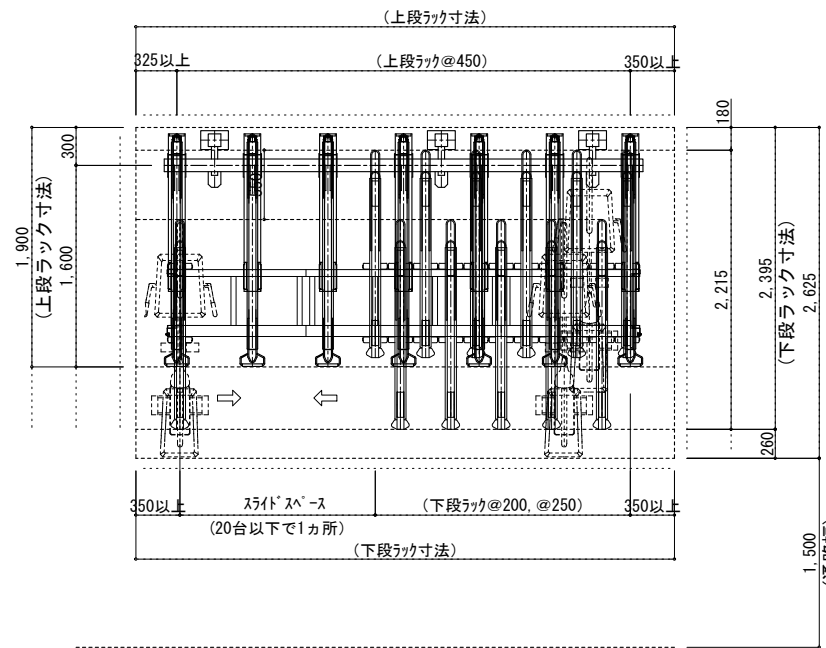 (上段ﾗｯｸ寸法)
325以上
(上段ﾗｯｸ@450)
350以上
180
300
1,900
(上段ラック寸法)
1,600
2,215
2,395
(下段ラック寸法)
2,625
260
350以上
ｽﾗｲﾄﾞｽﾍﾟｰｽ
(下段ﾗｯｸ@200, @250)
350以上
(20台以下で1ヵ所)
(下段ﾗｯｸ寸法)
1,500